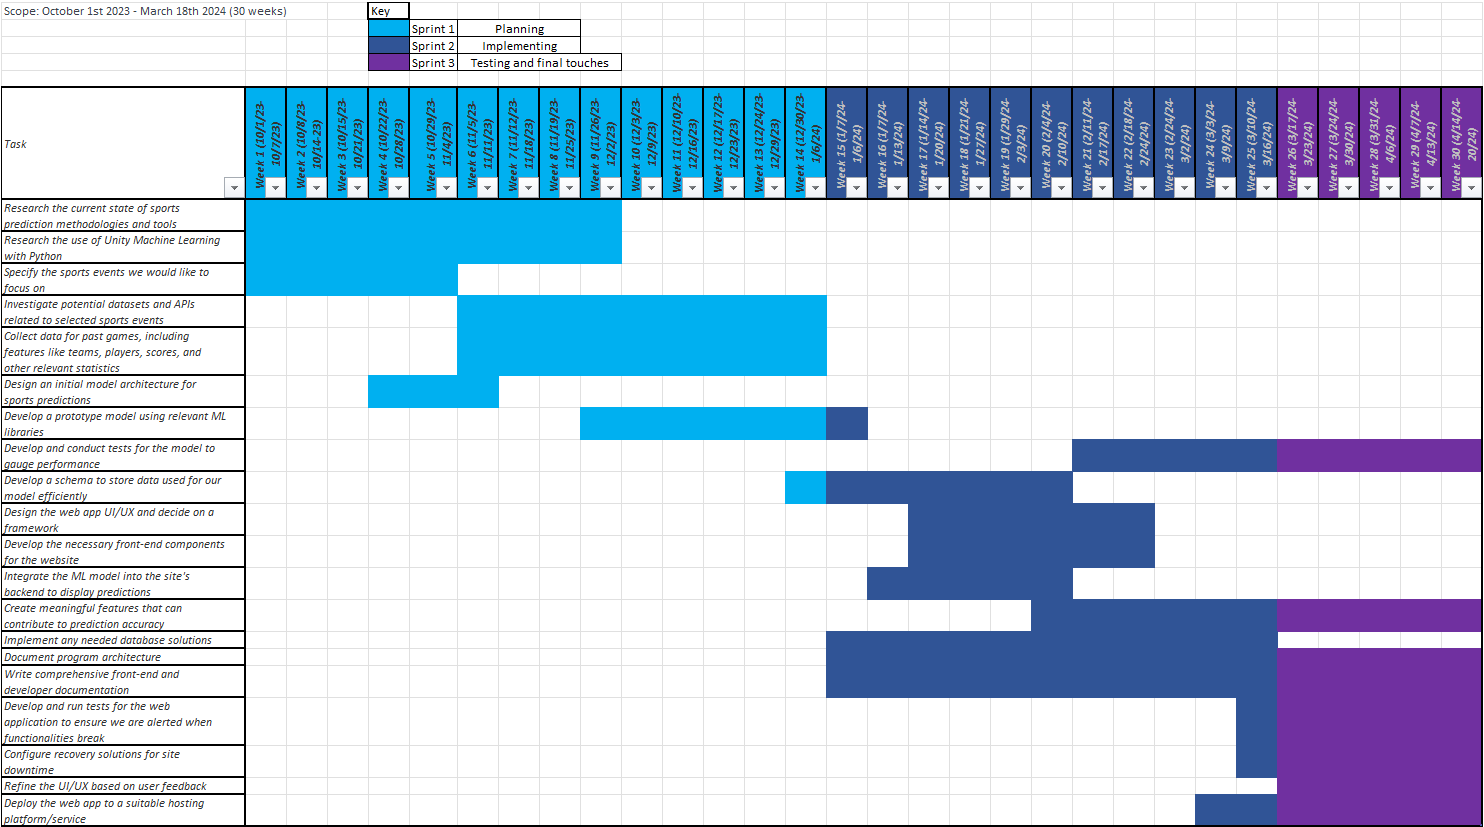 Scope: October 1st 2023 - March 18th 2024 (30 weeks)
Key
Sprint 1 Planning
Sprint 2 Implementing
Sprint 3 Testing and final touches
Task
Week 1 (10/1/23-
10/7/23)
Week 2 (10/8/23-
10/14-23)
Week 3 (10/15/23-
10/21/23)
Week 4 (10/22/23-
10/28/23)
Week 5 (10/29/23-
11/4/23)
Week 6 (11/5/23-
11/11/23)
Week 7 (11/12/23-
11/18/23)
Week 8 (11/19/23-
11/25/23)
Week 9 (11/26/23-
12/2/23)
Week 10 (12/3/23-
12/9/23)
Week 11 (12/10/23-
12/16/23)
Week 12 (12/17/23-
12/23/23)
Week 13 (12/24/23-
12/29/23)
Week 14 (12/30/23-
1/6/24)
Week 15 (1/7/24-
1/6/24)
Week 16 (1/7/24-
1/13/24)
Week 17 (1/14/24-
1/20/24)
Week 18 (1/21/24-
1/27/24)
Week 19 (1/29/24-
2/3/24)
Week 20 (2/4/24-
2/10/24)
Week 21 (2/11/24-
2/17/24)
Week 22 (2/18/24-
2/24/24)
Week 23 (2/24/24-
3/2/24)
Week 24 (3/3/24-
3/9/24)
Week 25 (3/10/24-
3/16/24)
Week 26 (3/17/24-
3/23/24)
Week 27 (3/24/24-
3/30/24)
Week 28 (3/31/24-
4/6/24)
Week 29 (4/7/24-
4/13/24)
Week 30 (4/14/24-
20/24)
Research the current state of sports
prediction methodologies and tools
Research the use of Unity Machine Learning
with Python
Specify the sports events we would like to
focus on
Investigate potential datasets and APIs
related to selected sports events
Collect data for past games, including
features like teams, players, scores, and
other relevant statistics
Design an initial model architecture for
sports predictions
Develop a prototype model using relevant ML
libraries
Develop and conduct tests for the model to
gauge performance
Develop a schema to store data used for our
model efficiently
Design the web app UI/UX and decide on a
framework
Develop the necessary front-end components
for the website
Integrate the ML model into the site's
backend to display predictions
Create meaningful features that can
contribute to prediction accuracy
Implement any needed database solutions
Document program architecture
Write comprehensive front-end and
developer documentation
Develop and run tests for the web
application to ensure we are alerted when
functionalities break
Configure recovery solutions for site
downtime
Refine the UI/UX based on user feedback
Deploy the web app to a suitable hosting
platform/service